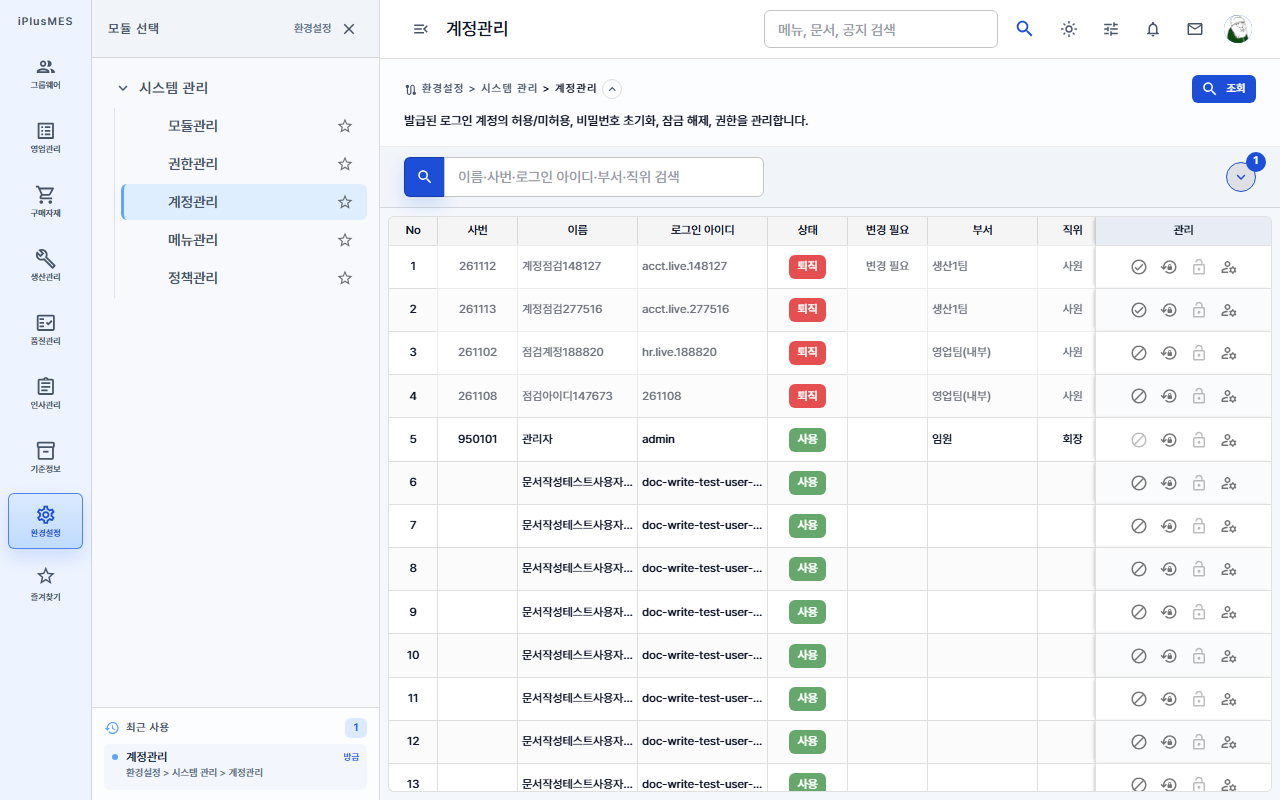 iPlusMES
그룹웨어
영업관리
구매자재
생산관리
품질관리
인사관리
기준정보
환경설정
즐겨찾기
모듈 선택
환경설정
시스템 관리
모듈관리
권한관리
계정관리
메뉴관리
정책관리
최근 사용
1
계정관리
방금
환경설정 > 시스템 관리 > 계정관리
계정관리
메뉴, 문서, 공지 검색
환경설정 > 시스템 관리 > 계정관리
조회
발급된 로그인 계정의 허용/미허용, 비밀번호 초기화, 잠금 해제, 권한을 관리합니다.
이름·사번·로그인 아이디·부서·직위 검색
1
No 사번 이름 로그인 아이디 상태 변경 필요 부서 직위 관리
1 261112 계정점검148127 acct.live.148127 퇴직 변경 필요 생산1팀 사원
2 261113 계정점검277516 acct.live.277516 퇴직 생산1팀 사원
3 261102 점검계정188820 hr.live.188820 퇴직 영업팀(내부) 사원
4 261108 점검아이디147673 261108 퇴직 영업팀(내부) 사원
5 950101 관리자 admin 사용 임원 회장
6 문서작성테스트사용자... doc-write-test-user-... 사용
7 문서작성테스트사용자... doc-write-test-user-... 사용
8 문서작성테스트사용자... doc-write-test-user-... 사용
9 문서작성테스트사용자... doc-write-test-user-... 사용
10 문서작성테스트사용자... doc-write-test-user-... 사용
11 문서작성테스트사용자... doc-write-test-user-... 사용
12 문서작성테스트사용자... doc-write-test-user-... 사용
13 문서작성테스트사용자... doc-write-test-user-... 사용